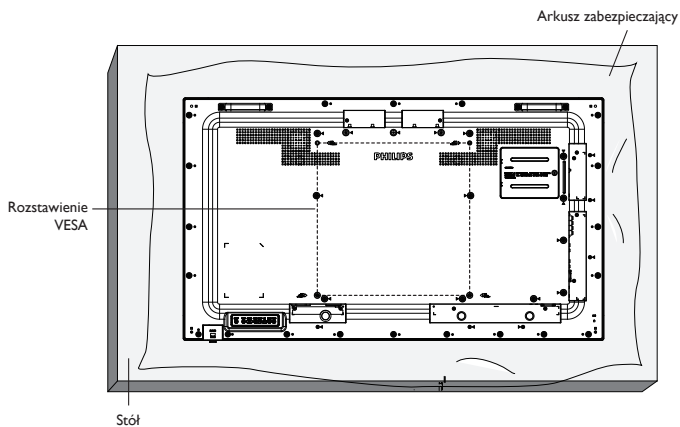 Arkusz zabezpieczający
PHILIPS
Rozstawienie
VESA
Stół